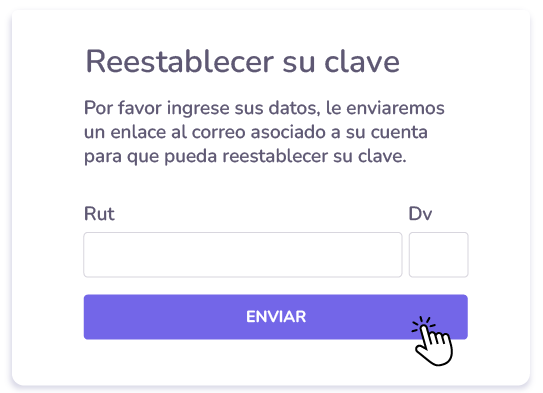 Reestablecer su clave
Por favor ingrese sus datos, le enviaremos
un enlace al correo asociado a su cuenta
para que pueda reestablecer su clave.
Rut Dv
ENVIAR